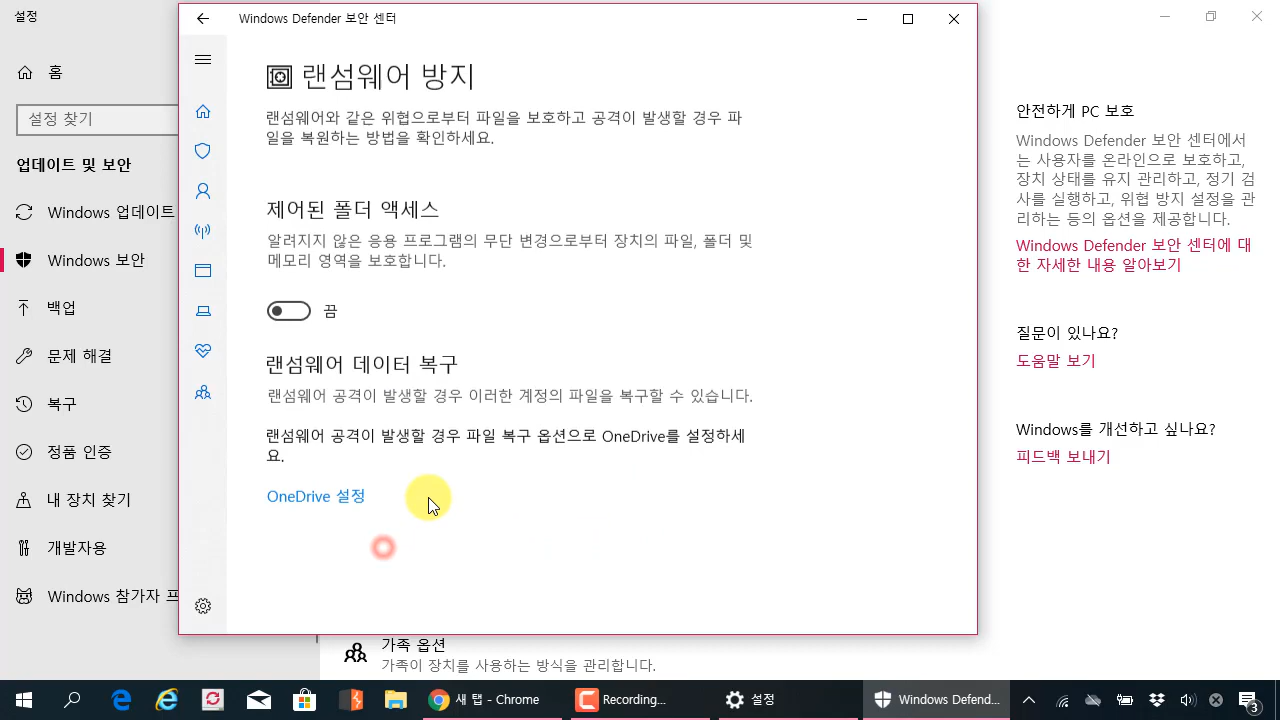 설정
홈
설정 찾기
업데이트 및 보안
Windows 업데이트
Windows 보안
백업
문제 해결
복구
정품 인증
내 장치 찾기
개발자용
Windows 참가자 프
Windows Defender 보안 센터
랜섬웨어 방지
랜섬웨어와 같은 위협으로부터 파일을 보호하고 공격이 발생할 경우 파
일을 복원하는 방법을 확인하세요.
제어된 폴더 액세스
알려지지 않은 응용 프로그램의 무단 변경으로부터 장치의 파일, 폴더 및
메모리 영역을 보호합니다.
끔
랜섬웨어 데이터 복구
랜섬웨어 공격이 발생할 경우 이러한 계정의 파일을 복구할 수 있습니다.
랜섬웨어 공격이 발생할 경우 파일 복구 옵션으로 OneDrive를 설정하세
요.
OneDrive 설정
가족 옵션
가족이 장치를 사용하는 방식을 관리합니다.
안전하게 PC 보호
Windows Defender 보안 센터에서
는 사용자를 온라인으로 보호하고,
장치 상태를 유지 관리하고, 정기 검
사를 실행하고, 위협 방지 설정을 관
리하는 등의 옵션을 제공합니다.
Windows Defender 보안 센터에 대
한 자세한 내용 알아보기
질문이 있나요?
도움말 보기
Windows를 개선하고 싶나요?
피드백 보내기
새 탭 - Chrome
Recording...
설정
Windows Defend...
3